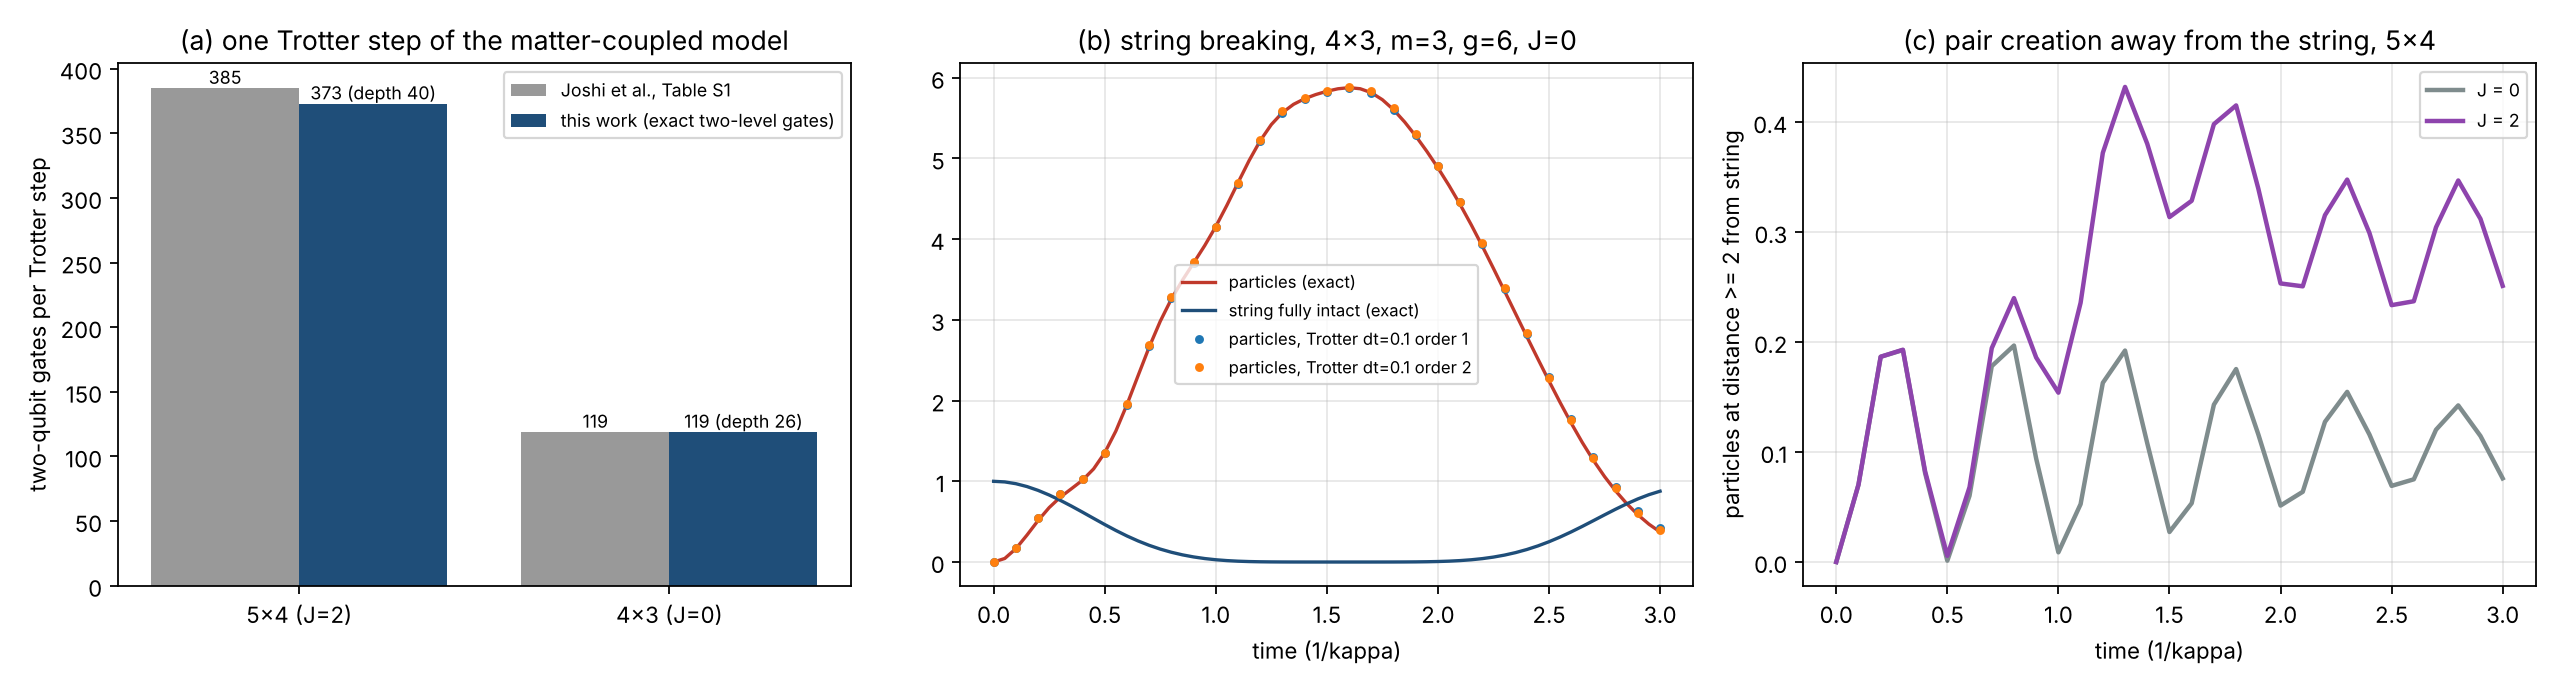 (a) one Trotter step of the matter-coupled model
two-qubit gates per Trotter step
400
350
300
250
200
150
100
50
0
385
373 (depth 40)
119
119 (depth 26)
Joshi et al., Table S1
this work (exact two-level gates)
5×4 (J=2)
4×3 (J=0)
(b) string breaking, 4×3, m=3, g=6, J=0
6
5
4
3
2
1
0
particles (exact)
string fully intact (exact)
particles, Trotter dt=0.1 order 1
particles, Trotter dt=0.1 order 2
0.0 0.5 1.0 1.5 2.0 2.5 3.0
time (1/kappa)
(c) pair creation away from the string, 5×4
particles at distance >= 2 from string
0.4
0.3
0.2
0.1
0.0
J = 0
J = 2
0.0 0.5 1.0 1.5 2.0 2.5 3.0
time (1/kappa)